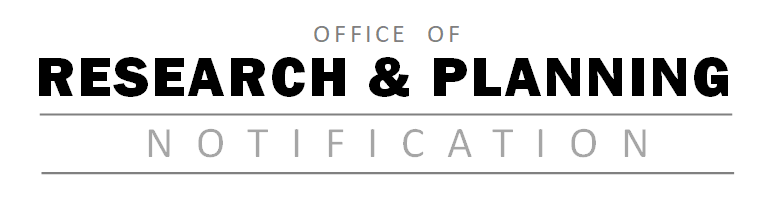 OFFICE OF
RESEARCH & PLANNING
NOTIFICATION